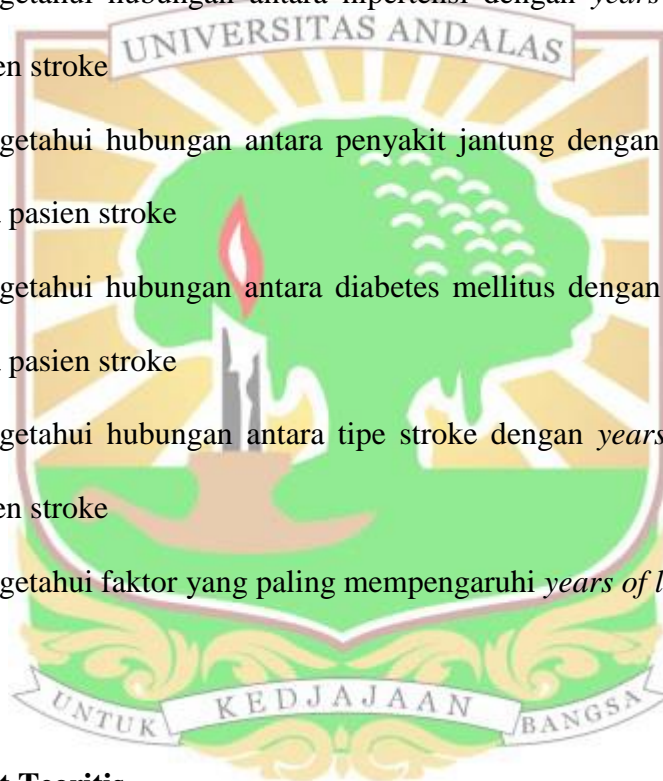 getahui hubungan antara hipertensi dengan years
UNIVERSITAS ANDALAS
en stroke
getahui hubungan antara penyakit jantung dengan
pasien stroke
getahui hubungan antara diabetes mellitus dengan
pasien stroke
getahui hubungan antara tipe stroke dengan years
en stroke
getahui faktor yang paling mempengaruhi years of l
UNTUK KEDJAJAAN BANGSA
t Teoritis